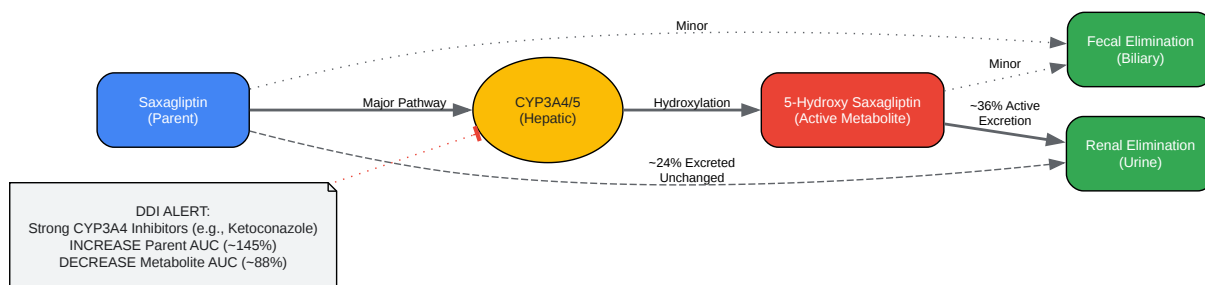 Minor
Fecal Elimination
(Biliary)
Saxagliptin
(Parent)
Major Pathway
CYP3A4/5
(Hepatic)
Hydroxylation
5-Hydroxy Saxagliptin
(Active Metabolite)
Minor
~36% Active
Excretion
Renal Elimination
(Urine)
~24% Excreted
Unchanged
DDI ALERT:
Strong CYP3A4 Inhibitors (e.g., Ketoconazole)
INCREASE Parent AUC (~145%)
DECREASE Metabolite AUC (~88%)